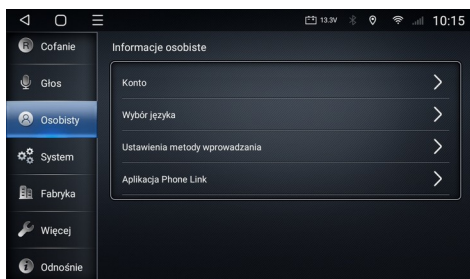 13.3V
10:15
Cofanie
Głos
Osobisty
System
Fabryka
Więcej
Odnośnie
Informacje osobiste
Konto
Wybór języka
Ustawienia metody wprowadzania
Aplikacja Phone Link